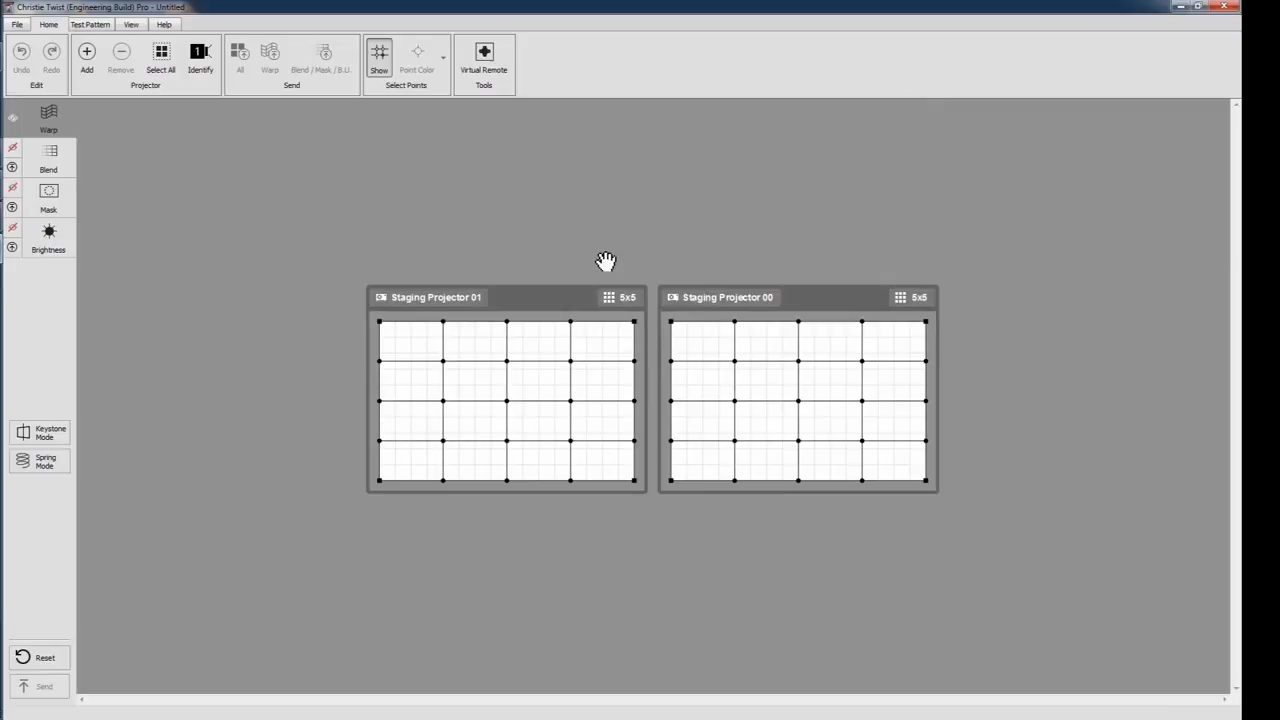 Christie Twist (Engineering Build) Pro - Untitled
File Home Test Pattern View Help
Undo Redo Add Remove Select All Identify All Warp Blend / Mask / B.U. Show Point Color Virtual Remote
Edit Projector Send Select Points Tools
1
Warp
Blend
Mask
Brightness
Staging Projector 01 5x5 Staging Projector 00 5x5
Keystone
Mode
Spring
Mode
Reset
Send